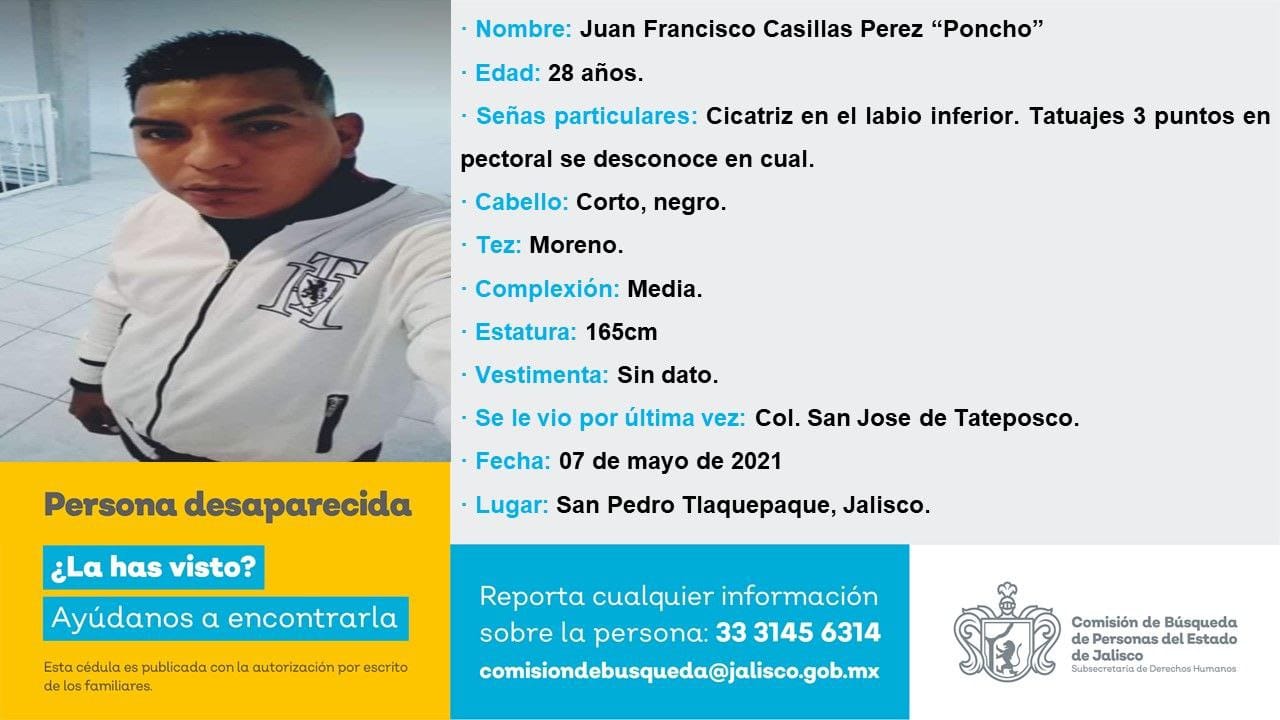 · Nombre: Juan Francisco Casillas Perez “Poncho”
· Edad: 28 años.
· Señas particulares: Cicatriz en el labio inferior. Tatuajes 3 puntos en
pectoral se desconoce en cual.
· Cabello: Corto, negro.
· Tez: Moreno.
· Complexión: Media.
· Estatura: 165cm
· Vestimenta: Sin dato.
· Se le vio por última vez: Col. San Jose de Tateposco.
· Fecha: 07 de mayo de 2021
· Lugar: San Pedro Tlaquepaque, Jalisco.
Persona desaparecida
¿La has visto?
Ayúdanos a encontrarla
Esta cédula es publicada con la autorización por escrito
de los familiares.
Reporta cualquier información
sobre la persona: 33 3145 6314
comisiondebusqueda@jalisco.gob.mx
Comisión de Búsqueda
de Personas del Estado
de Jalisco
Subsecretaría de Derechos Humanos